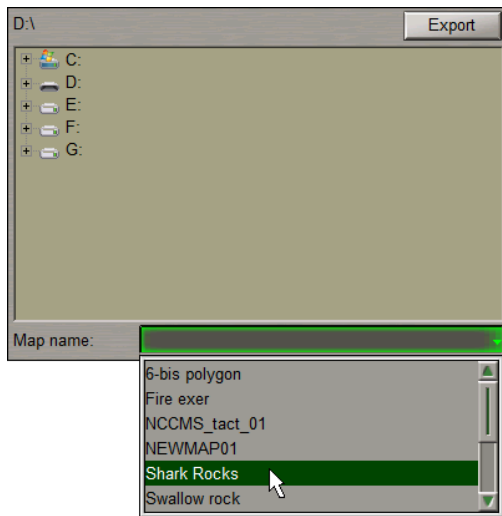 D:\
Export
C:
D:
E:
F:
G:
Map name:
6-bis polygon
Fire exer
NCCMS_tact_01
NEWMAP01
Shark Rocks
Swallow rock